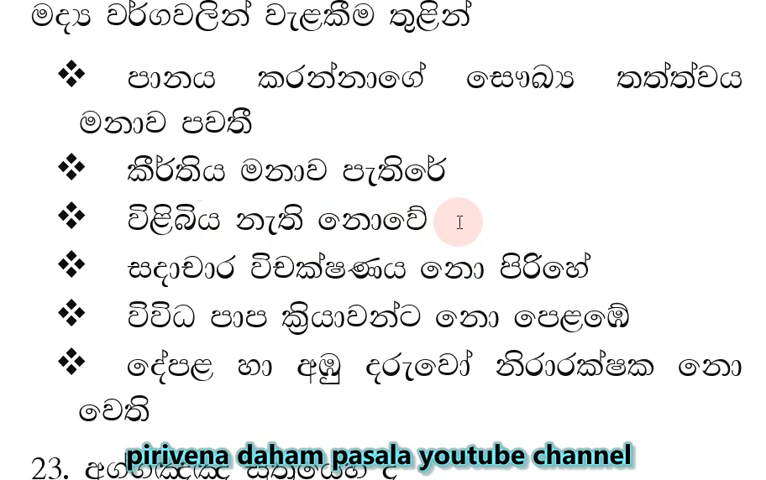 මද්‍ය වර්ගවලින් වැළකීම තුළින්
❖ පානය කරන්නාගේ සෞඛ්‍ය තත්ත්වය
මනාව පවතී
❖ කීර්තිය මනාව පැතිරේ
❖ විළිබිය නැති නොවේ
❖ සදාචාර විචක්ෂණය නො පිරිහේ
❖ විවිධ පාප ක්‍රියාවන්ට නො පෙළඹේ
❖ දේපළ හා අඹු දරුවෝ නිරාරක්ෂක නො
වෙති
23.
pirivena daham pasala youtube channel